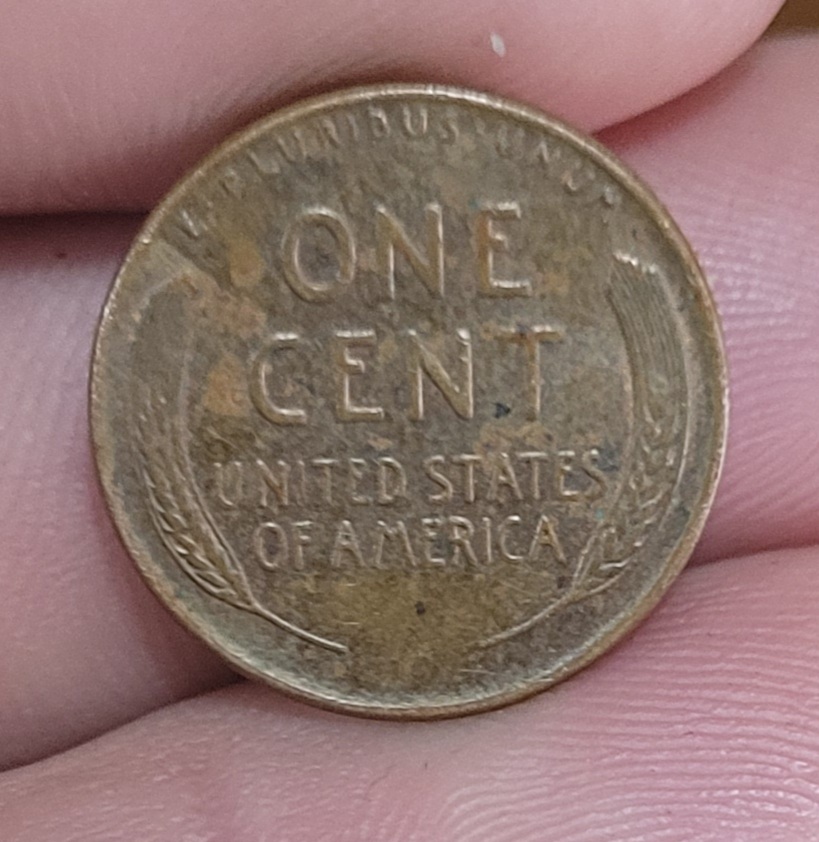 E · PLURIBUS · UNUM
ONE
CENT
UNITED STATES
OF AMERICA